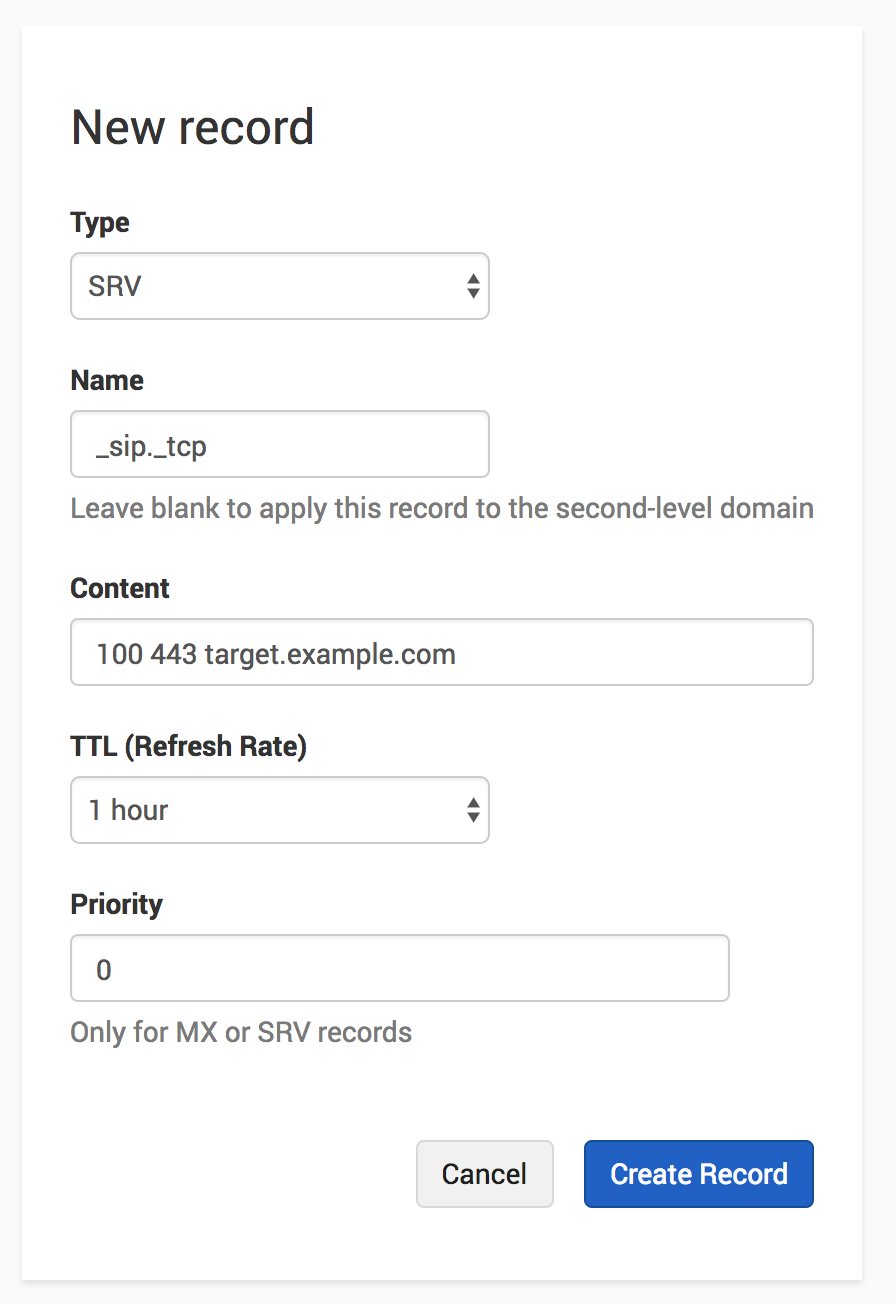 New record
Type
SRV
Name
_sip._tcp
Leave blank to apply this record to the second-level domain
Content
100 443 target.example.com
TTL (Refresh Rate)
1 hour
Priority
0
Only for MX or SRV records
Cancel Create Record